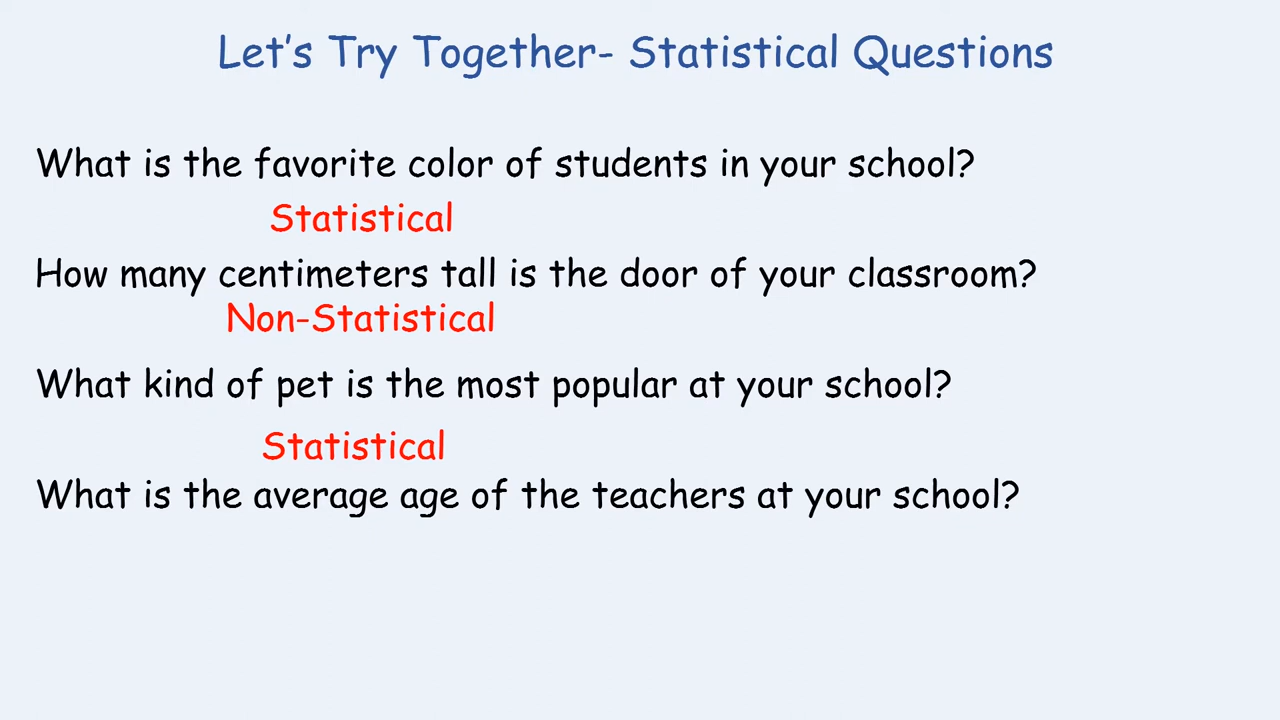 Let's Try Together- Statistical Questions
What is the favorite color of students in your school?
Statistical
How many centimeters tall is the door of your classroom?
Non-Statistical
What kind of pet is the most popular at your school?
Statistical
What is the average age of the teachers at your school?